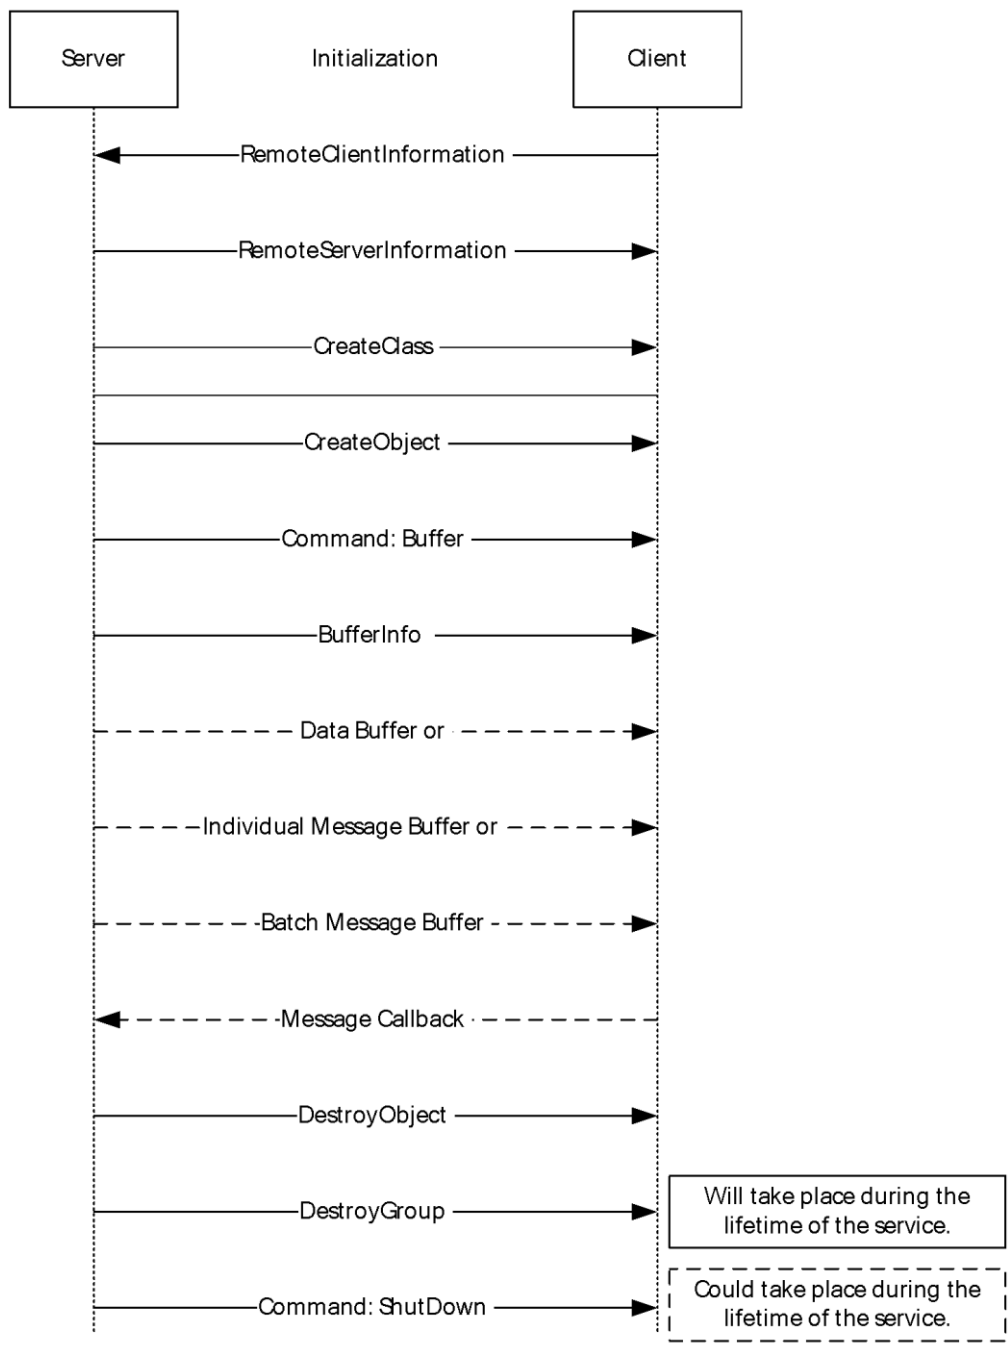 Server
Initialization
Client
RemoteClientInformation
RemoteServerInformation
CreateClass
CreateObject
Command: Buffer
BufferInfo
Data Buffer or
Individual Message Buffer or
Batch Message Buffer
Message Callback
DestroyObject
DestroyGroup
Will take place during the
lifetime of the service.
Command: ShutDown
Could take place during the
lifetime of the service.